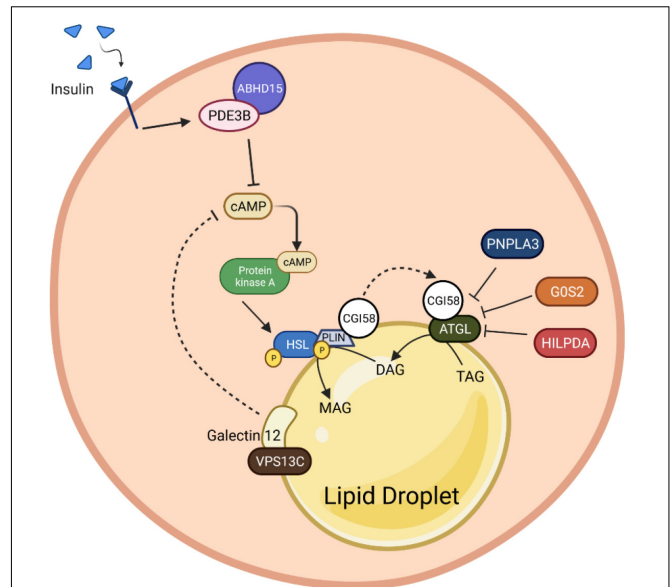 Insulin
ABHD15
PDE3B
cAMP
cAMP
Protein
kinase A
PNPLA3
CGI58
CGI58
G0S2
ATGL
HILPDA
HSL
PLIN
P
P
DAG
TAG
MAG
Galectin 12
VPS13C
Lipid Droplet